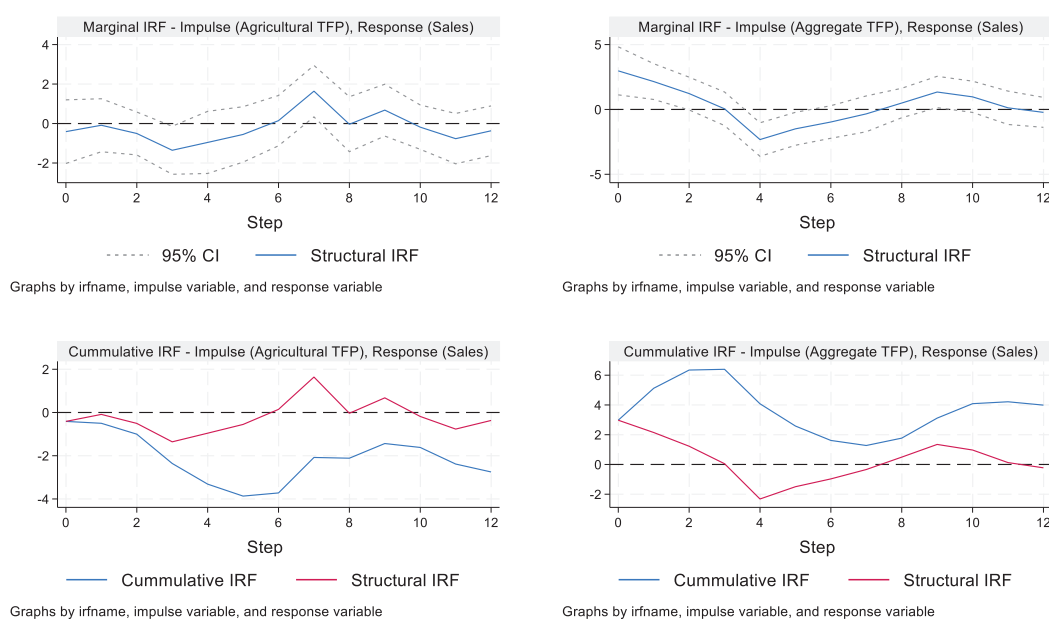 Marginal IRF - Impulse (Agricultural TFP), Response (Sales)
4
2
0
-2
0 2 4 6 8 10 12
Step
95% CI Structural IRF
Graphs by irfname, impulse variable, and response variable
Marginal IRF - Impulse (Aggregate TFP), Response (Sales)
5
0
-5
0 2 4 6 8 10 12
Step
95% CI Structural IRF
Graphs by irfname, impulse variable, and response variable
Cummulative IRF - Impulse (Agricultural TFP), Response (Sales)
2
0
-2
-4
0 2 4 6 8 10 12
Step
Cummulative IRF Structural IRF
Graphs by irfname, impulse variable, and response variable
Cummulative IRF - Impulse (Aggregate TFP), Response (Sales)
6
4
2
0
-2
0 2 4 6 8 10 12
Step
Cummulative IRF Structural IRF
Graphs by irfname, impulse variable, and response variable